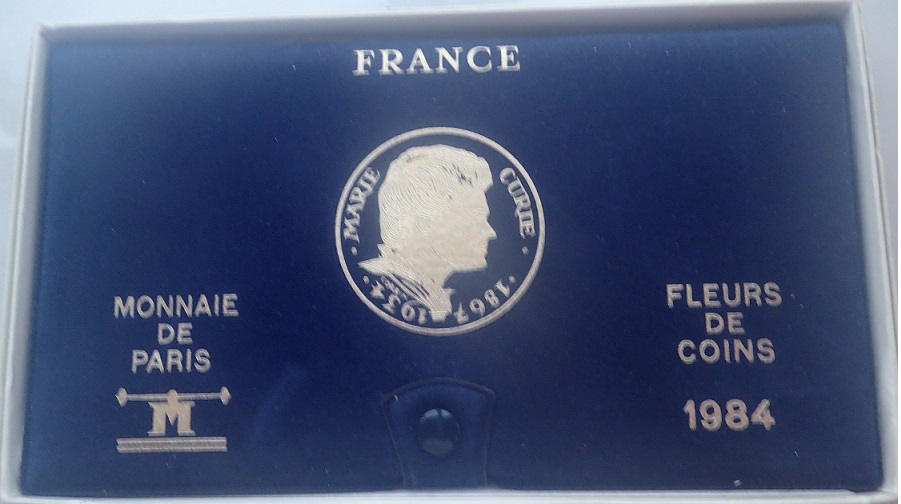 FRANCE
MARIE CURIE
1867 · 1934
MONNAIE
DE
PARIS
M
FLEURS
DE
COINS
1984